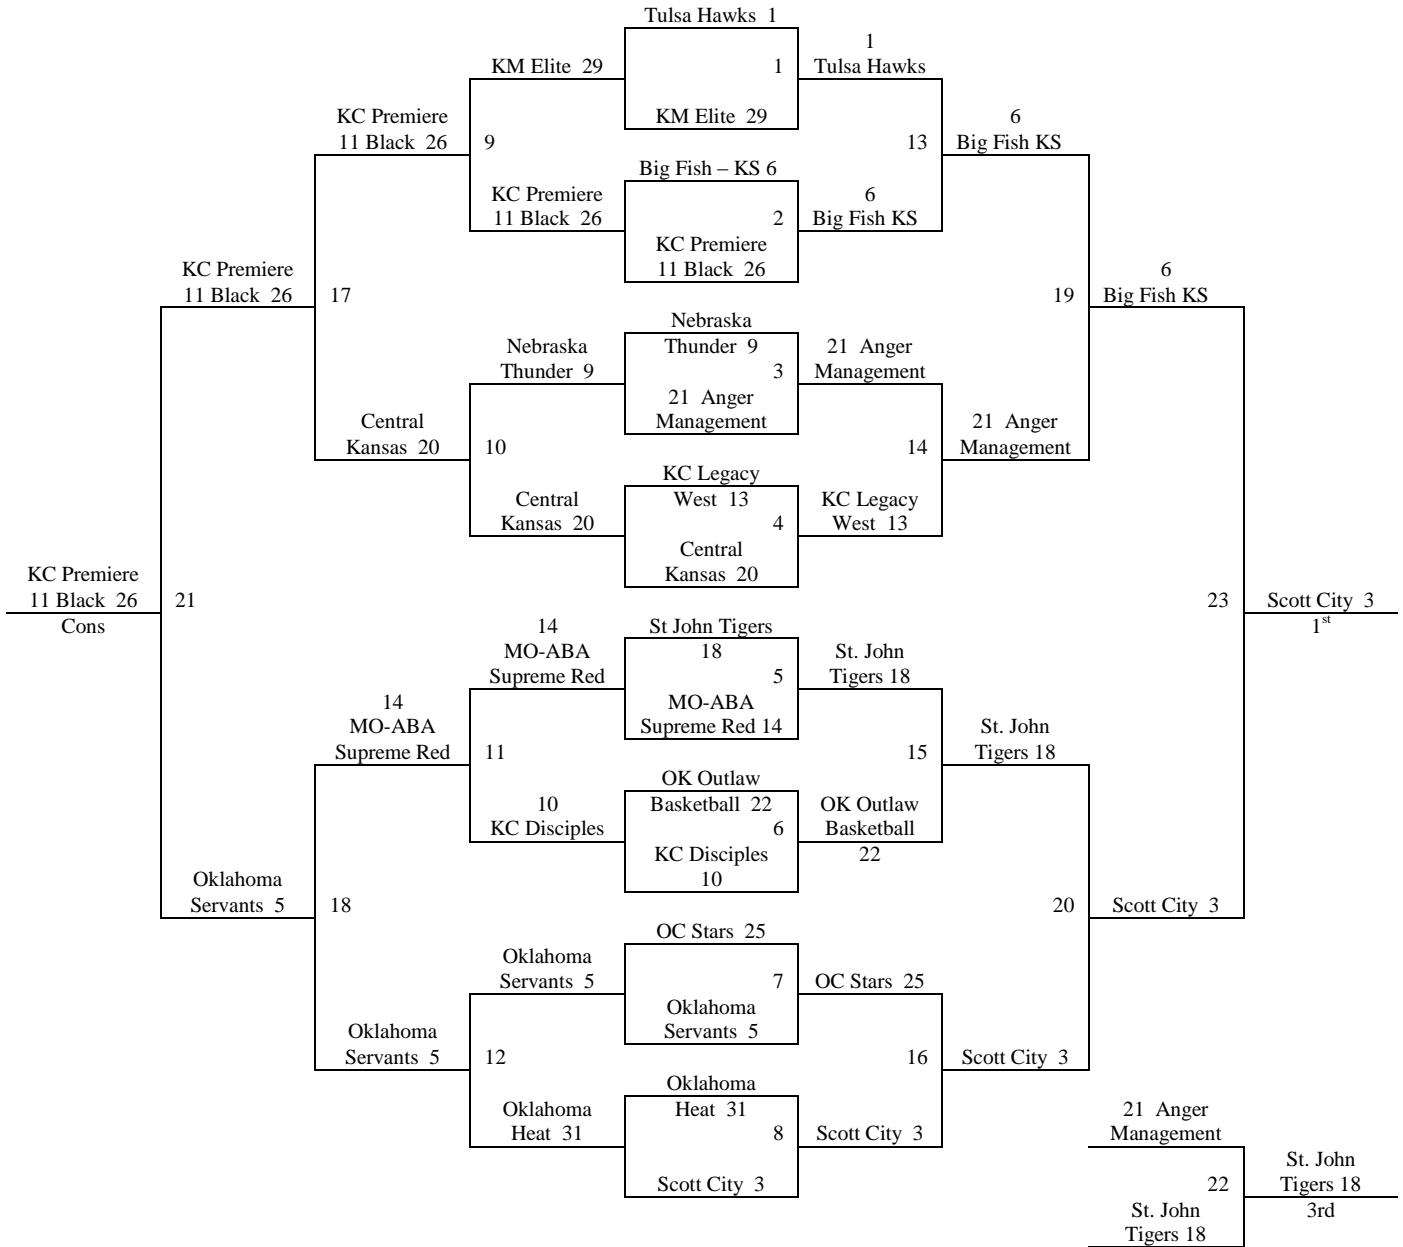 Tulsa Hawks  1
1
KM Elite  29
1
Tulsa Hawks
KC Premiere
11 Black  26
KM Elite  29
6
Big Fish KS
9
13
Big Fish – KS 6
KC Premiere
11 Black  26
2
6
Big Fish KS
KC Premiere
11 Black  26
KC Premiere
11 Black  26
17
19
6
Big Fish KS
Nebraska
Thunder  9
Nebraska
Thunder  9
3
21  Anger
Management
21  Anger
Management
Central
Kansas  20
10
14
21  Anger
Management
KC Legacy
West  13
Central
Kansas  20
4
KC Legacy
West  13
Central
Kansas  20
KC Premiere
11 Black  26
Cons
21
23
Scott City  3
1st
14
MO-ABA
Supreme Red
St John Tigers
18
5
St. John
Tigers 18
MO-ABA
Supreme Red 14
14
MO-ABA
Supreme Red
11
15
St. John
Tigers 18
OK Outlaw
Basketball  22
10
KC Disciples
6
OK Outlaw
Basketball
22
KC Disciples
10
Oklahoma
Servants  5
18
20
Scott City  3
OC Stars  25
Oklahoma
Servants  5
7
OC Stars  25
Oklahoma
Servants  5
Oklahoma
Servants  5
12
16
Scott City  3
Oklahoma
Heat  31
Oklahoma
Heat  31
8
Scott City  3
Scott City  3
21  Anger
Management
22
St. John
Tigers 18
St. John
Tigers 18
3rd